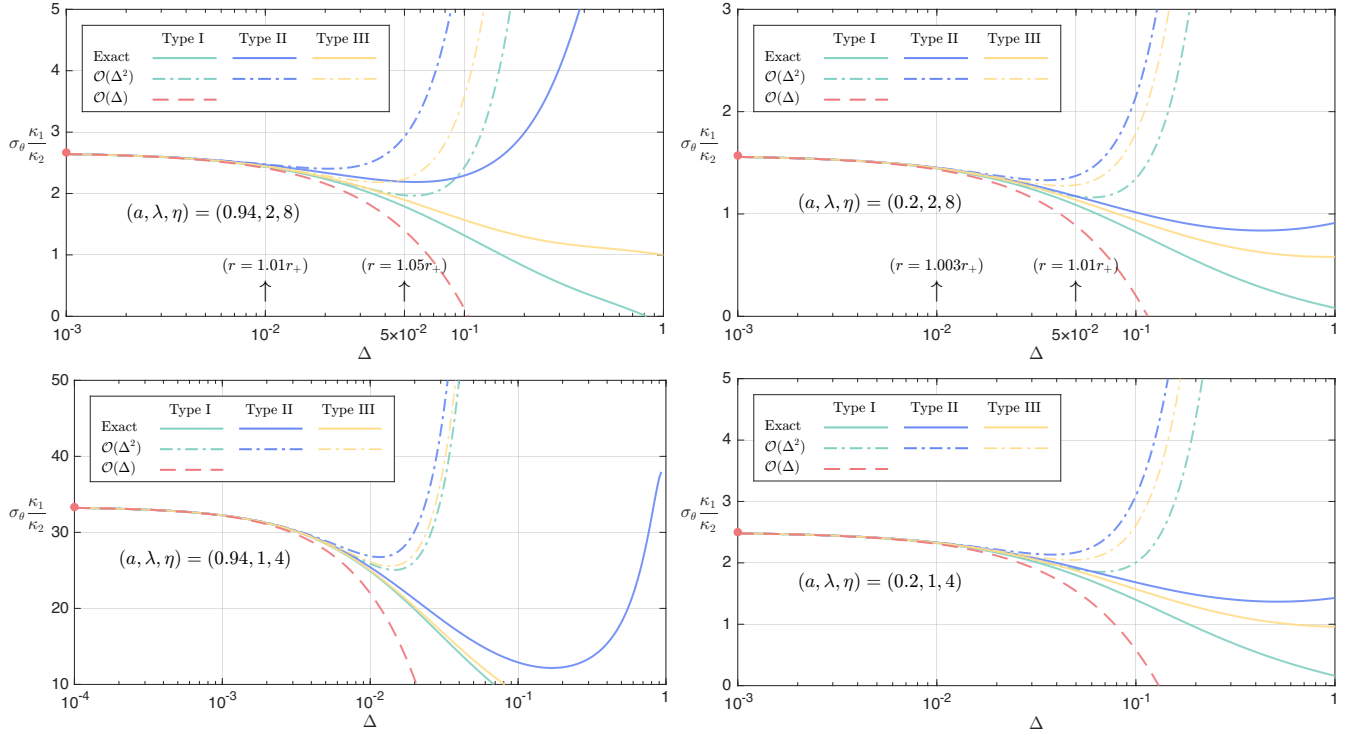 5
4
3
2
1
0
σ_θ κ₁/κ₂
Type I Type II Type III
Exact
𝒪(Δ²)
𝒪(Δ)
(a, λ, η) = (0.94, 2, 8)
(r = 1.01r₊) (r = 1.05r₊)
10⁻³ 10⁻² 5×10⁻² 10⁻¹ 1
Δ
3
2
1
0
σ_θ κ₁/κ₂
Type I Type II Type III
Exact
𝒪(Δ²)
𝒪(Δ)
(a, λ, η) = (0.2, 2, 8)
(r = 1.003r₊) (r = 1.01r₊)
10⁻³ 10⁻² 5×10⁻² 10⁻¹ 1
Δ
50
40
30
20
10
σ_θ κ₁/κ₂
Type I Type II Type III
Exact
𝒪(Δ²)
𝒪(Δ)
(a, λ, η) = (0.94, 1, 4)
10⁻⁴ 10⁻³ 10⁻² 10⁻¹ 1
Δ
5
4
3
2
1
0
σ_θ κ₁/κ₂
Type I Type II Type III
Exact
𝒪(Δ²)
𝒪(Δ)
(a, λ, η) = (0.2, 1, 4)
10⁻³ 10⁻² 10⁻¹ 1
Δ